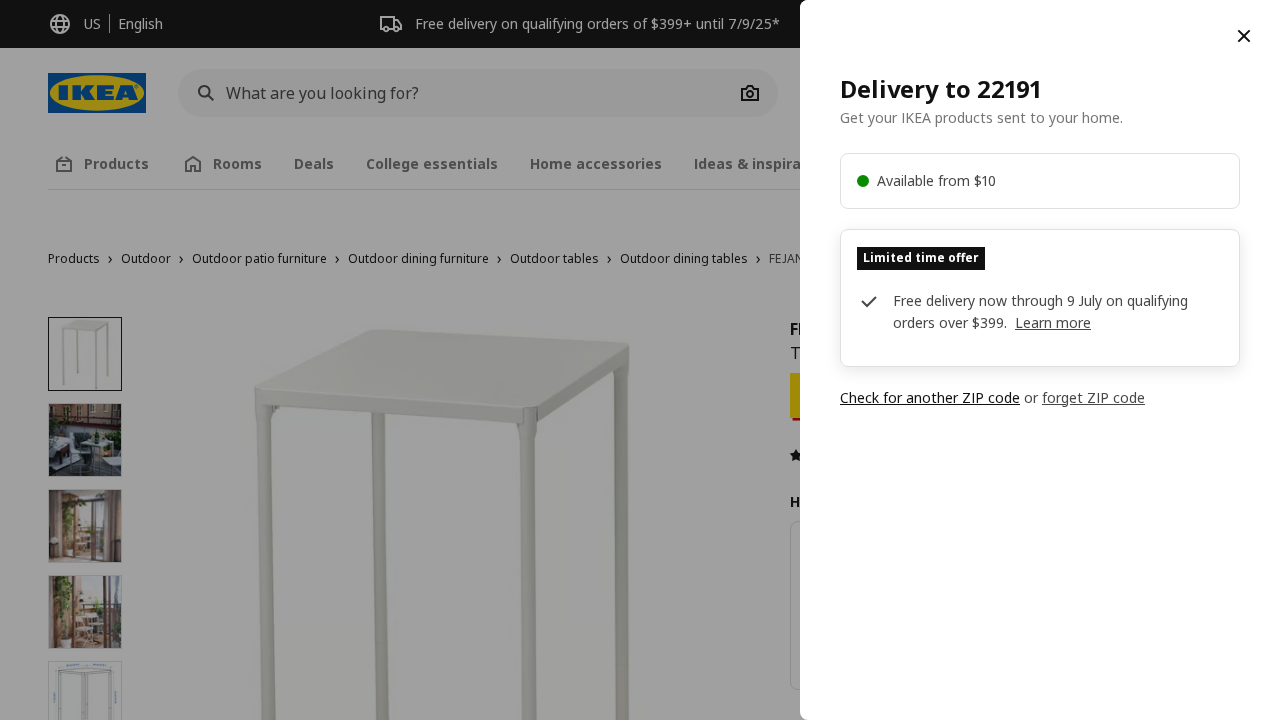 US English
Free delivery on qualifying orders of $399+ until 7/9/25*
IKEA
What are you looking for?
Products
Rooms
Deals
College essentials
Home accessories
Ideas & inspira
Products › Outdoor › Outdoor patio furniture › Outdoor dining furniture › Outdoor tables › Outdoor dining tables › FEJAN
H
Delivery to 22191
Get your IKEA products sent to your home.
Available from $10
Limited time offer
Free delivery now through 9 July on qualifying
orders over $399. Learn more
Check for another ZIP code or forget ZIP code